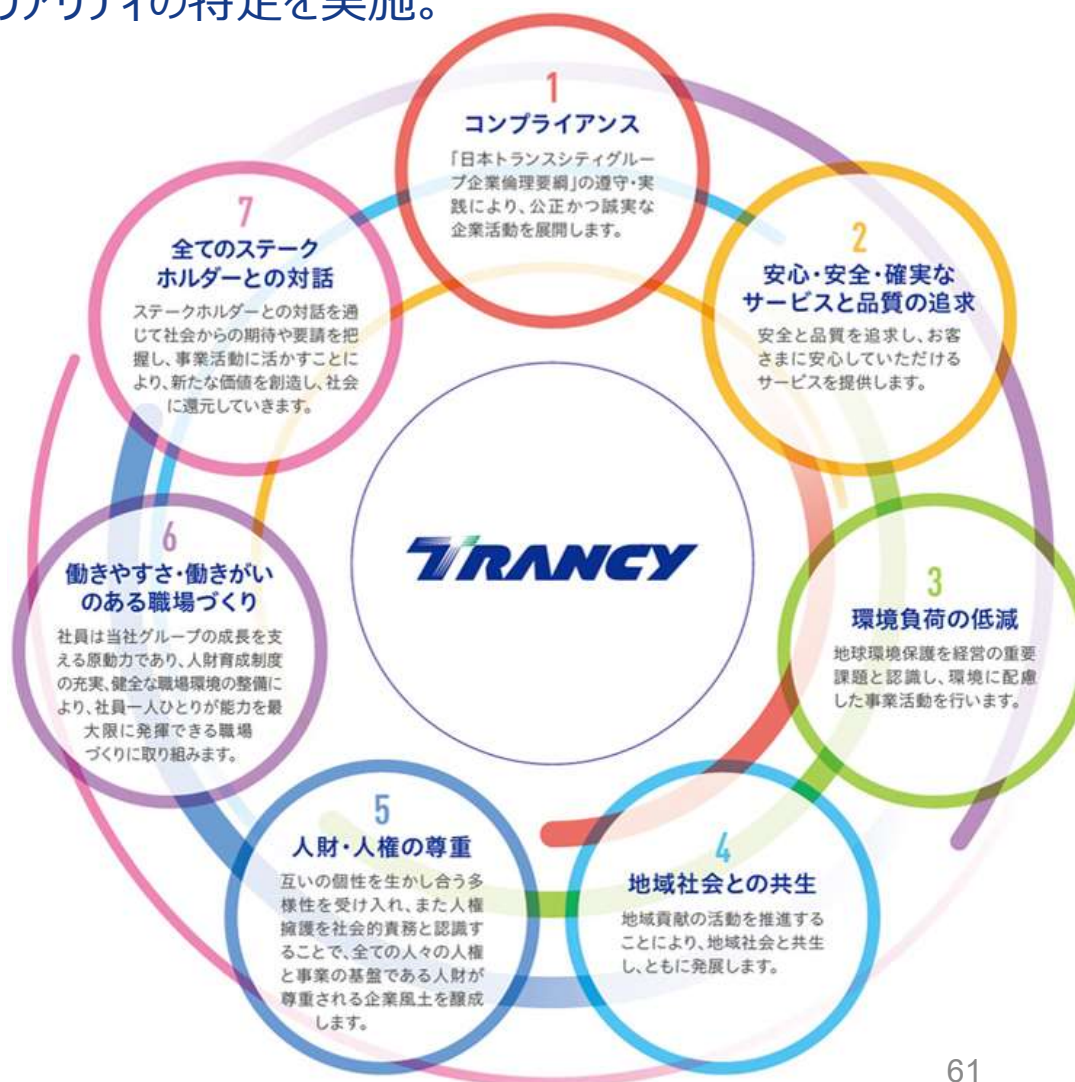 リアリティの特定を実施。
1
コンプライアンス
「日本トランスシティグルー
プ企業倫理要綱」の遵守・実
践により、公正かつ誠実な
企業活動を展開します。
2
安心・安全・確実な
サービスと品質の追求
安全と品質を追求し、お客
さまに安心していただける
サービスを提供します。
3
環境負荷の低減
地球環境保護を経営の重要
課題と認識し、環境に配慮
した事業活動を行います。
4
地域社会との共生
地域貢献の活動を推進する
ことにより、地域社会と共生
し、ともに発展します。
5
人財・人権の尊重
互いの個性を生かし合う多
様性を受け入れ、また人権
擁護を社会的責務と認識す
ることで、全ての人々の人権
と事業の基盤である人財が
尊重される企業風土を醸成
します。
6
働きやすさ・働きがい
のある職場づくり
社員は当社グループの成長を支
える原動力であり、人財育成制度
の充実、健全な職場環境の整備に
より、社員一人ひとりが能力を最
大限に発揮できる職場
づくりに取り組みます。
7
全てのステーク
ホルダーとの対話
ステークホルダーとの対話を通
じて社会からの期待や要請を把
握し、事業活動に活かすことに
より、新たな価値を創造し、社会
に還元していきます。
TRANCY
61